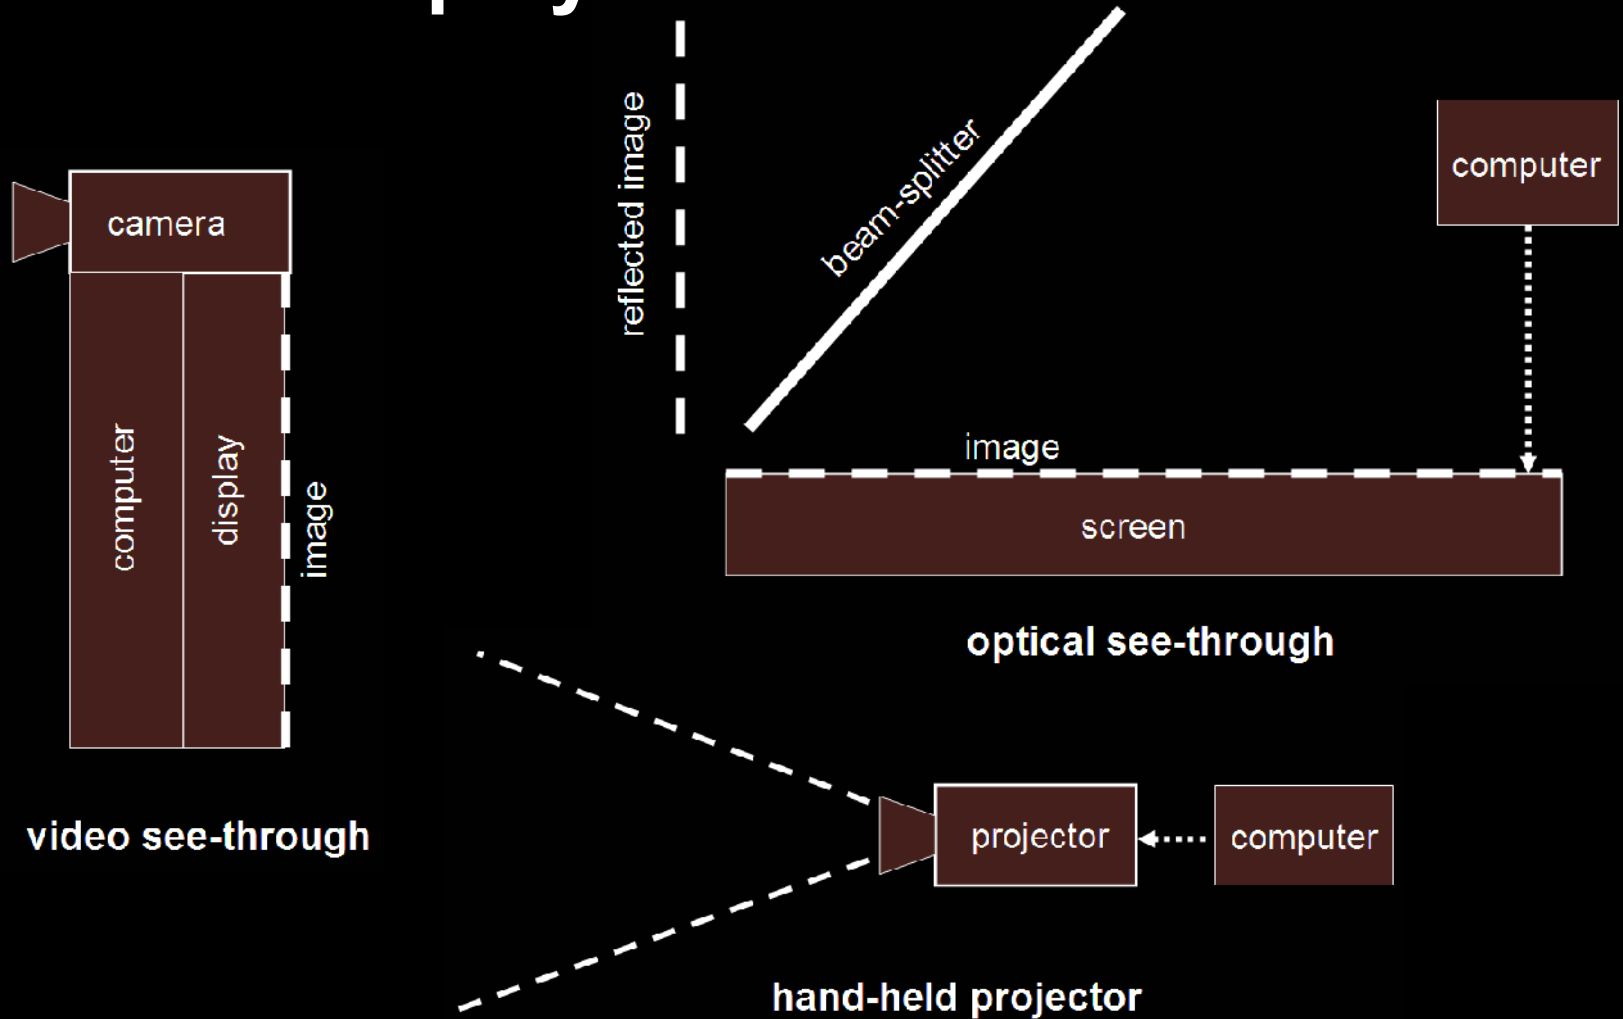 camera
computer
display
image
video see-through
reflected image
beam-splitter
computer
image
screen
optical see-through
projector
computer
hand-held projector